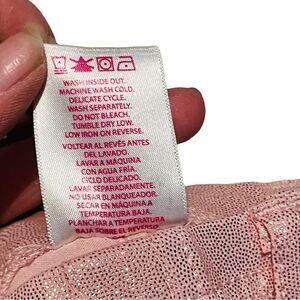 WASH INSIDE OUT.
MACHINE WASH COLD.
DELICATE CYCLE.
WASH SEPARATELY.
DO NOT BLEACH.
TUMBLE DRY LOW.
LOW IRON ON REVERSE.
VOLTEAR AL REVÉS ANTES
DEL LAVADO.
LAVAR A MÁQUINA
CON AGUA FRÍA.
CICLO DELICADO.
LAVAR SEPARADAMENTE.
NO USAR BLANQUEADOR.
SECAR EN MÁQUINA A
TEMPERATURA BAJA.
PLANCHAR A TEMPERATURA
BAJA SOBRE EL REVERSO